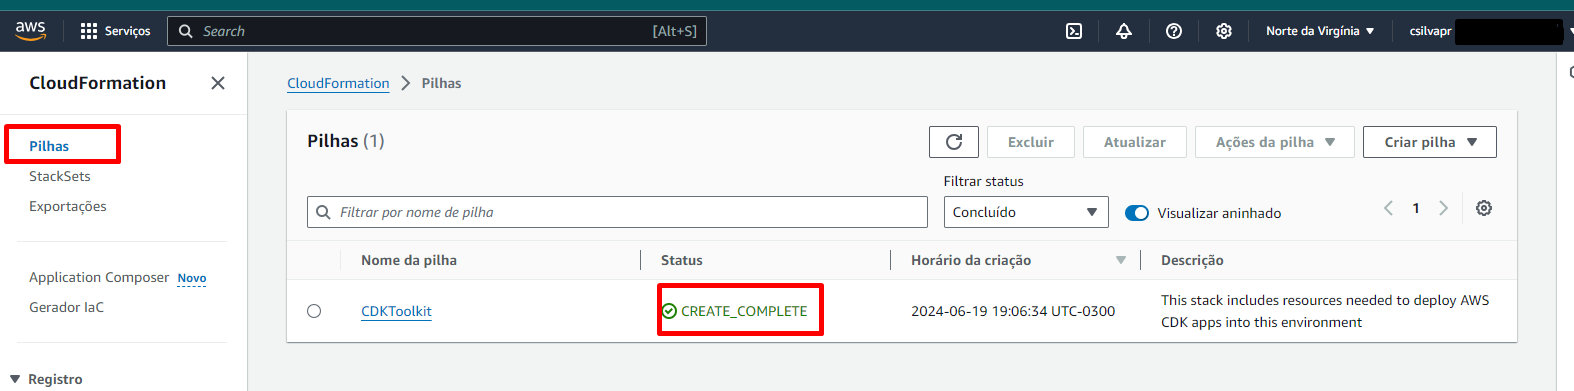 aws
Serviços
Search
[Alt+S]
Norte da Virgínia
csilvapr
CloudFormation
Pilhas
StackSets
Exportações
Application Composer Novo
Gerador IaC
Registro
CloudFormation > Pilhas
Pilhas (1)
Excluir
Atualizar
Ações da pilha
Criar pilha
Filtrar status
Filtrar por nome de pilha
Concluído
Visualizar aninhado
1
Nome da pilha
Status
Horário da criação
Descrição
CDKToolkit
CREATE_COMPLETE
2024-06-19 19:06:34 UTC-0300
This stack includes resources needed to deploy AWS
CDK apps into this environment